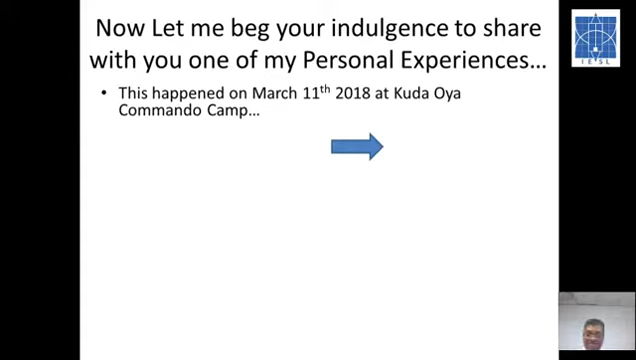 Now Let me beg your indulgence to share
with you one of my Personal Experiences...
• This happened on March 11th 2018 at Kuda Oya
Commando Camp...
IESL